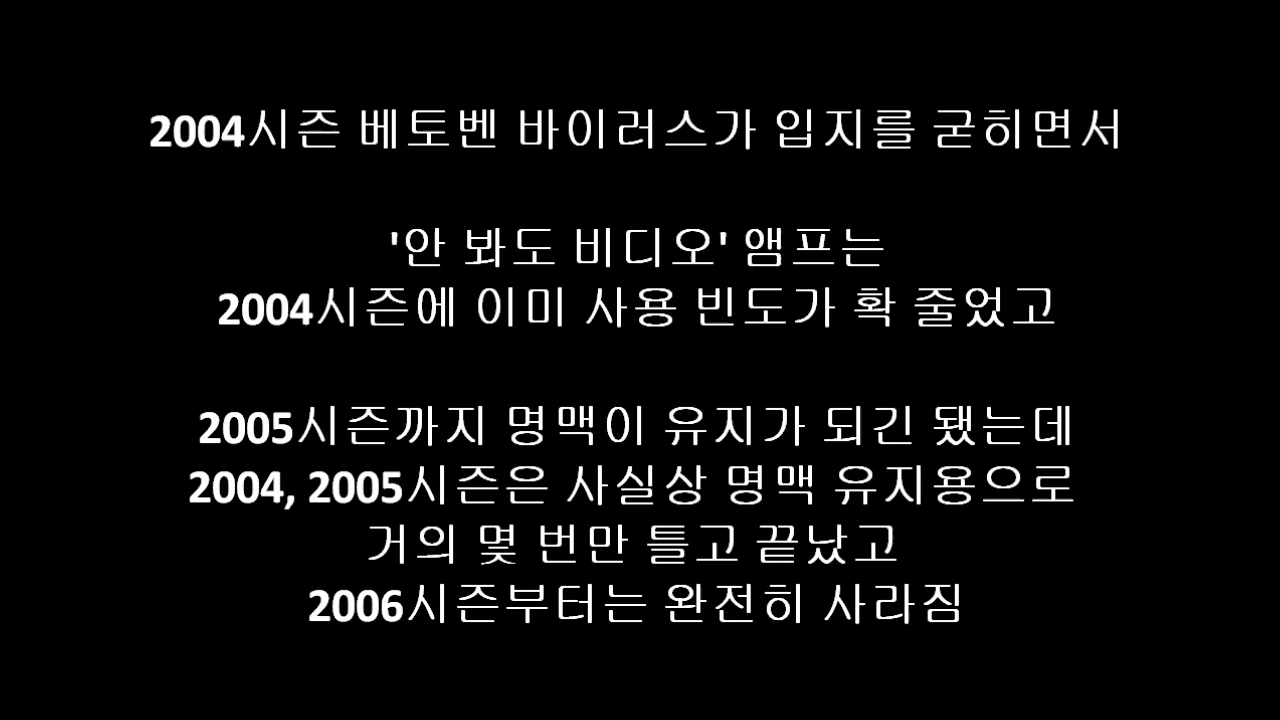 2004시즌 베토벤 바이러스가 입지를 굳히면서
'안 봐도 비디오' 앰프는
2004시즌에 이미 사용 빈도가 확 줄었고
2005시즌까지 명맥이 유지가 되긴 됐는데
2004, 2005시즌은 사실상 명맥 유지용으로
거의 몇 번만 틀고 끝났고
2006시즌부터는 완전히 사라짐